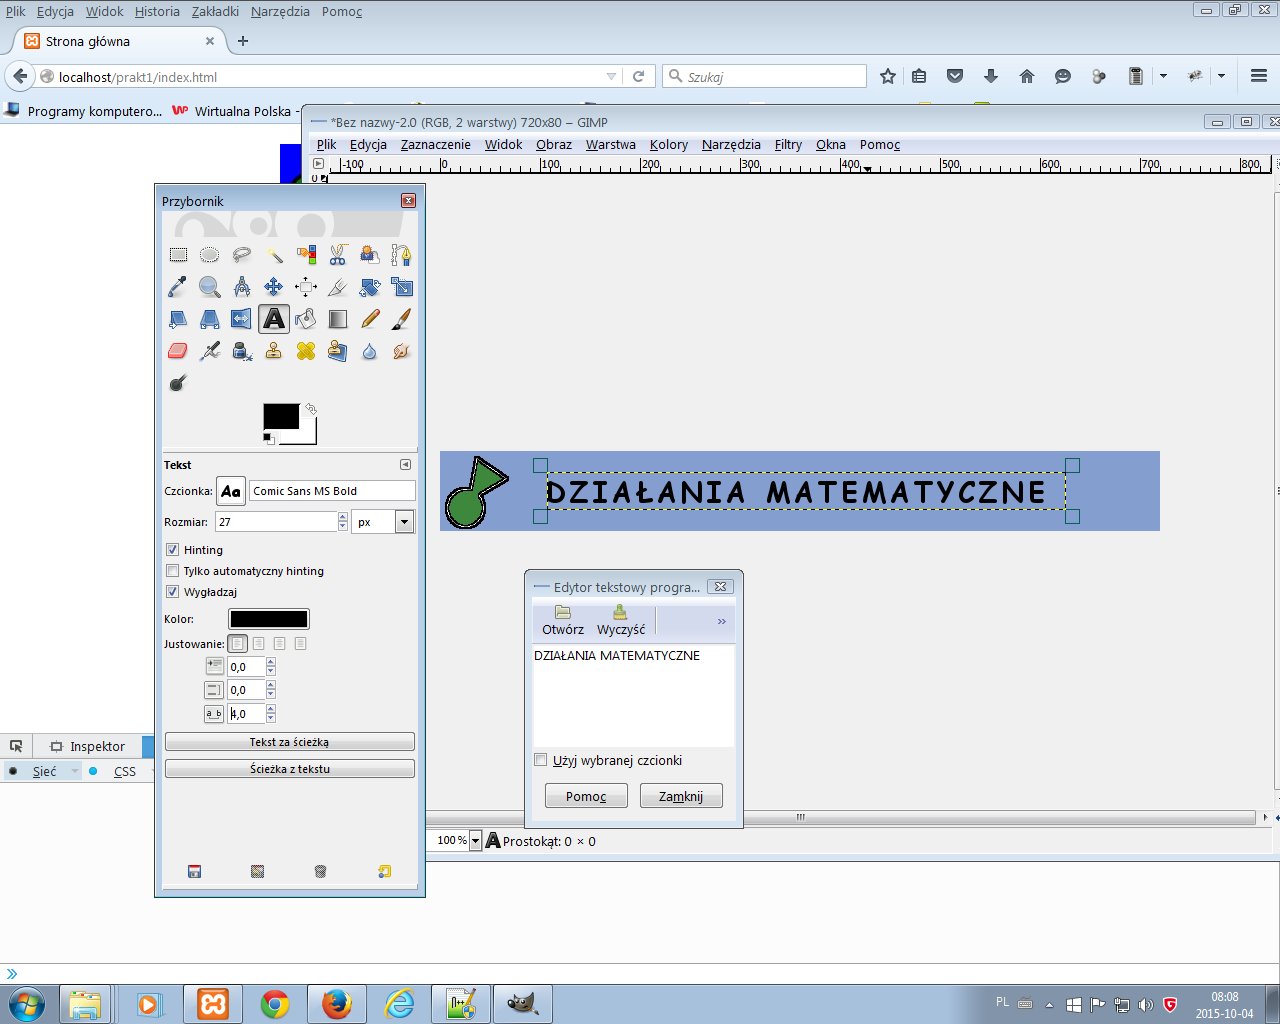 Plik Edycja Widok Historia Zakładki Narzędzia Pomoc
Strona główna
localhost/prakt1/index.html
Szukaj
Programy komputero... WP Wirtualna Polska -
*Bez nazwy-2.0 (RGB, 2 warstwy) 720x80 – GIMP
Plik Edycja Zaznaczenie Widok Obraz Warstwa Kolory Narzędzia Filtry Okna Pomoc
-100 0 100 200 300 400 500 600 700 800
0
Przybornik
Tekst
Czcionka: Aa Comic Sans MS Bold
Rozmiar: 27 px
Hinting
Tylko automatyczny hinting
Wygładzaj
Kolor:
Justowanie:
0,0
0,0
a_b 4,0
Tekst za ścieżką
Ścieżka z tekstu
DZIAŁANIA MATEMATYCZNE
Edytor tekstowy progra...
Otwórz Wyczyść »
DZIAŁANIA MATEMATYCZNE
Użyj wybranej czcionki
Pomoc Zamknij
100 % Prostokąt: 0 × 0
Inspektor
Sieć CSS
»
PL 08:08
2015-10-04